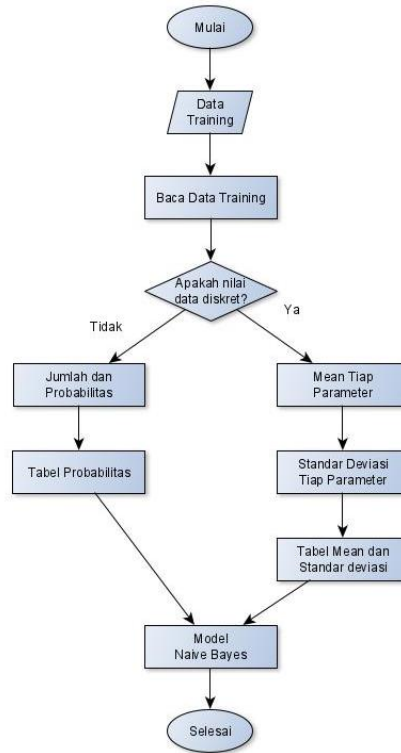 Mulai
Data
Training
Baca Data Training
Apakah nilai
data diskret?
Tidak
Ya
Jumlah dan
Probabilitas
Mean Tiap
Parameter
Tabel Probabilitas
Standar Deviasi
Tiap Parameter
Tabel Mean dan
Standar deviasi
Model
Naive Bayes
Selesai